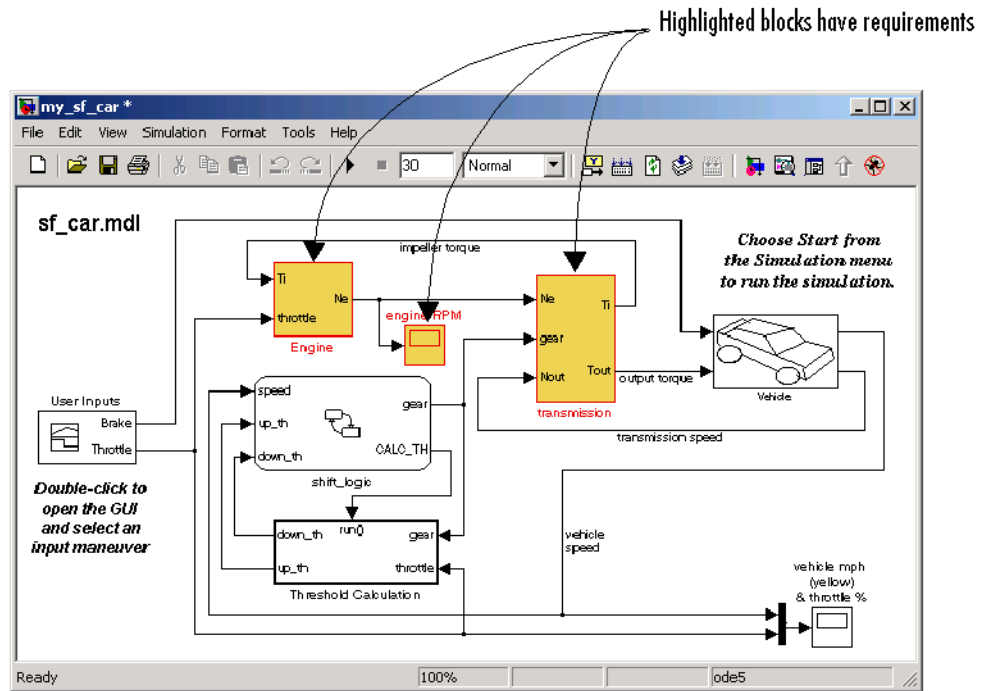 Highlighted blocks have requirements
my_sf_car *
File Edit View Simulation Format Tools Help
30
Normal
sf_car.mdl
impeller torque
Choose Start from
the Simulation menu
to run the simulation.
Ti
Ne
throttle
Engine
engine RPM
Ne
Ti
gear
Nout
Tout
transmission
output torque
Vehicle
transmission speed
User Inputs
Brake
Throttle
Double-click to
open the GUI
and select an
input maneuver
speed
gear
up_th
down_th
CALC_TH
shift_logic
run()
down_th
gear
up_th
throttle
Threshold Calculation
vehicle
speed
vehicle mph
(yellow)
& throttle %
Ready
100%
ode5